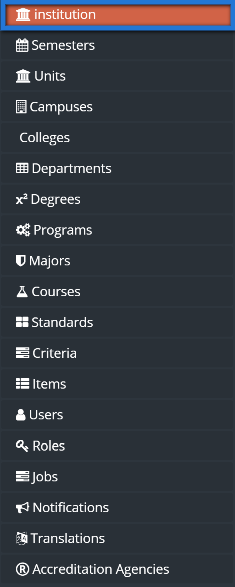 institution
Semesters
Units
Campuses
Colleges
Departments
x² Degrees
Programs
Majors
Courses
Standards
Criteria
Items
Users
Roles
Jobs
Notifications
Translations
® Accreditation Agencies